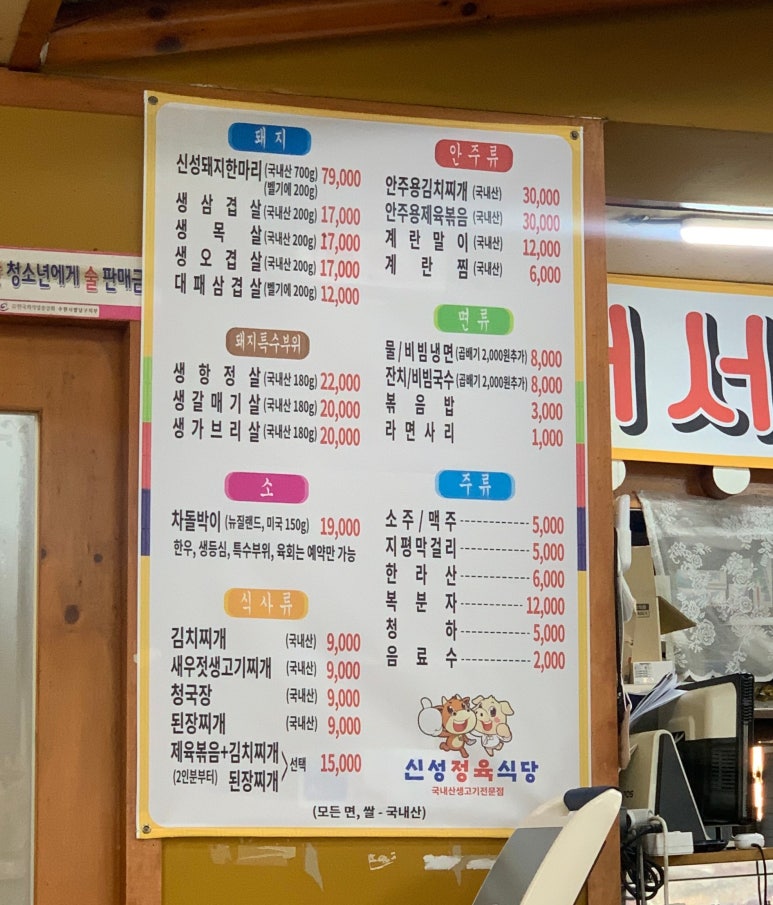 돼지
신성돼지한마리 (국내산 700g) 79,000
(벨기에 200g)
생삼겹살 (국내산 200g) 17,000
생목살 (국내산 200g) 17,000
생오겹살 (국내산 200g) 17,000
대패삼겹살 (벨기에 200g) 12,000
돼지특수부위
생항정살 (국내산 180g) 22,000
생갈매기살 (국내산 180g) 20,000
생가브리살 (국내산 180g) 20,000
소
차돌박이 (뉴질랜드, 미국 150g) 19,000
한우, 생등심, 특수부위, 육회는 예약만 가능
식사류
김치찌개 (국내산) 9,000
새우젓생고기찌개 (국내산) 9,000
청국장 (국내산) 9,000
된장찌개 (국내산) 9,000
제육볶음+김치찌개 > 선택 15,000
(2인분부터) 된장찌개
안주류
안주용김치찌개 (국내산) 30,000
안주용제육볶음 (국내산) 30,000
계란말이 (국내산) 12,000
계란찜 (국내산) 6,000
면류
물/비빔냉면 (곱배기 2,000원추가) 8,000
잔치/비빔국수 (곱배기 2,000원추가) 8,000
볶음밥 3,000
라면사리 1,000
주류
소주/맥주 5,000
지평막걸리 5,000
한라산 6,000
복분자 12,000
청하 5,000
음료수 2,000
신성정육식당
국내산생고기전문점
(모든 면, 쌀 - 국내산)
청소년에게 술 판매금
세